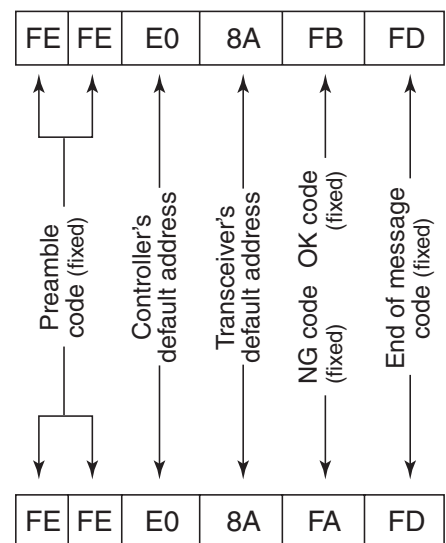 FE FE E0 8A FB FD
Preamble
code (fixed)
Controller's
default address
Transceiver's
default address
OK code
(fixed)
NG code
(fixed)
End of message
code (fixed)
FE FE E0 8A FA FD